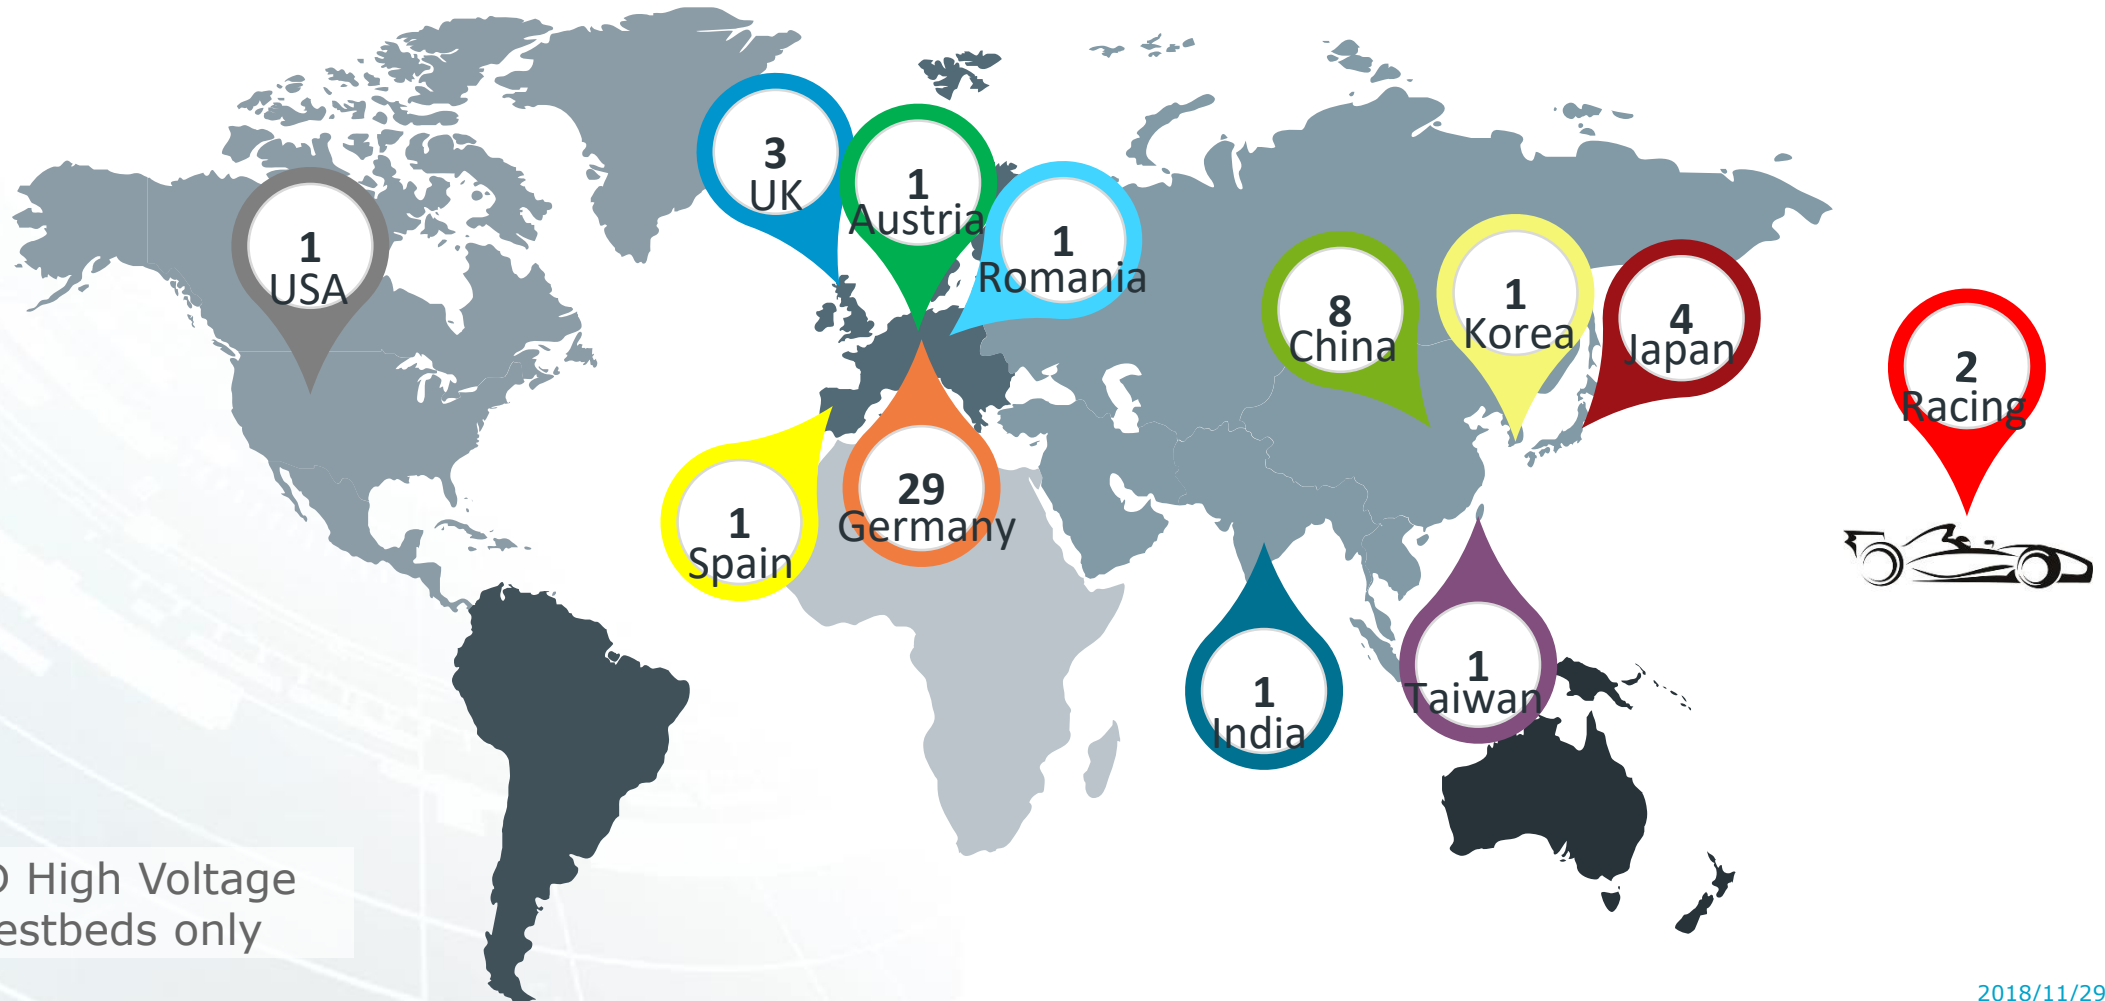 3
UK
1
Austria
1
Romania
1
USA
8
China
1
Korea
4
Japan
2
Racing
29
Germany
1
Spain
1
India
1
Taiwan
High Voltage
only
2018/11/29